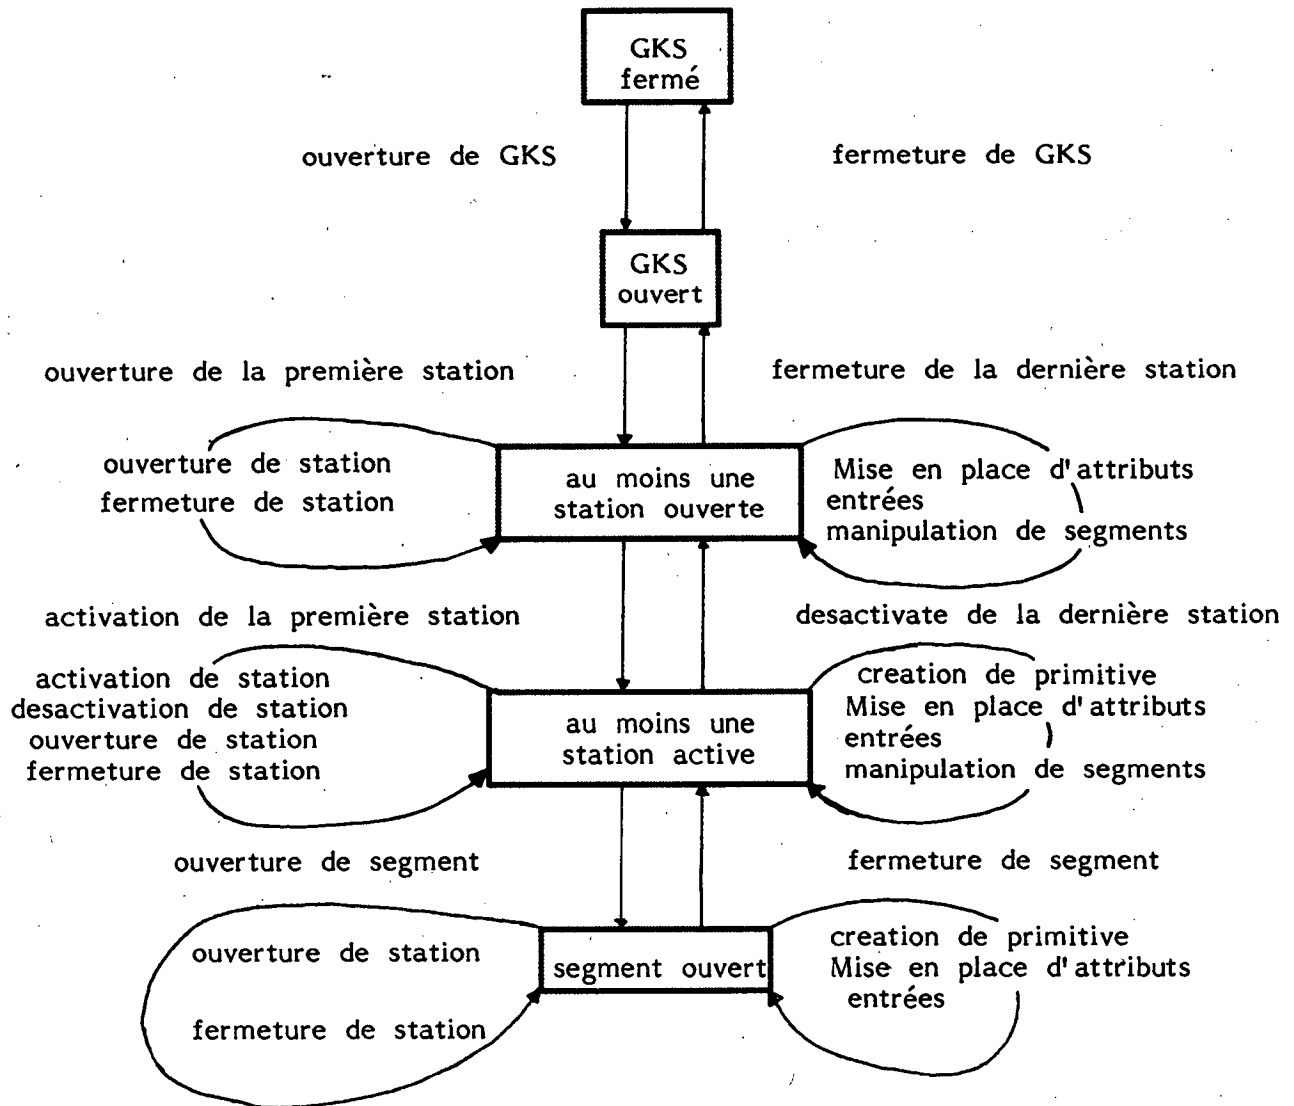 GKS
fermé
ouverture de GKS
fermeture de GKS
GKS
ouvert
ouverture de la première station
fermeture de la dernière station
ouverture de station
fermeture de station
au moins une
station ouverte
Mise en place d'attributs
entrées
manipulation de segments
activation de la première station
desactivate de la dernière station
activation de station
desactivation de station
ouverture de station
fermeture de station
au moins une
station active
creation de primitive
Mise en place d'attributs
entrées
manipulation de segments
ouverture de segment
fermeture de segment
ouverture de station
fermeture de station
segment ouvert
creation de primitive
Mise en place d'attributs
entrées